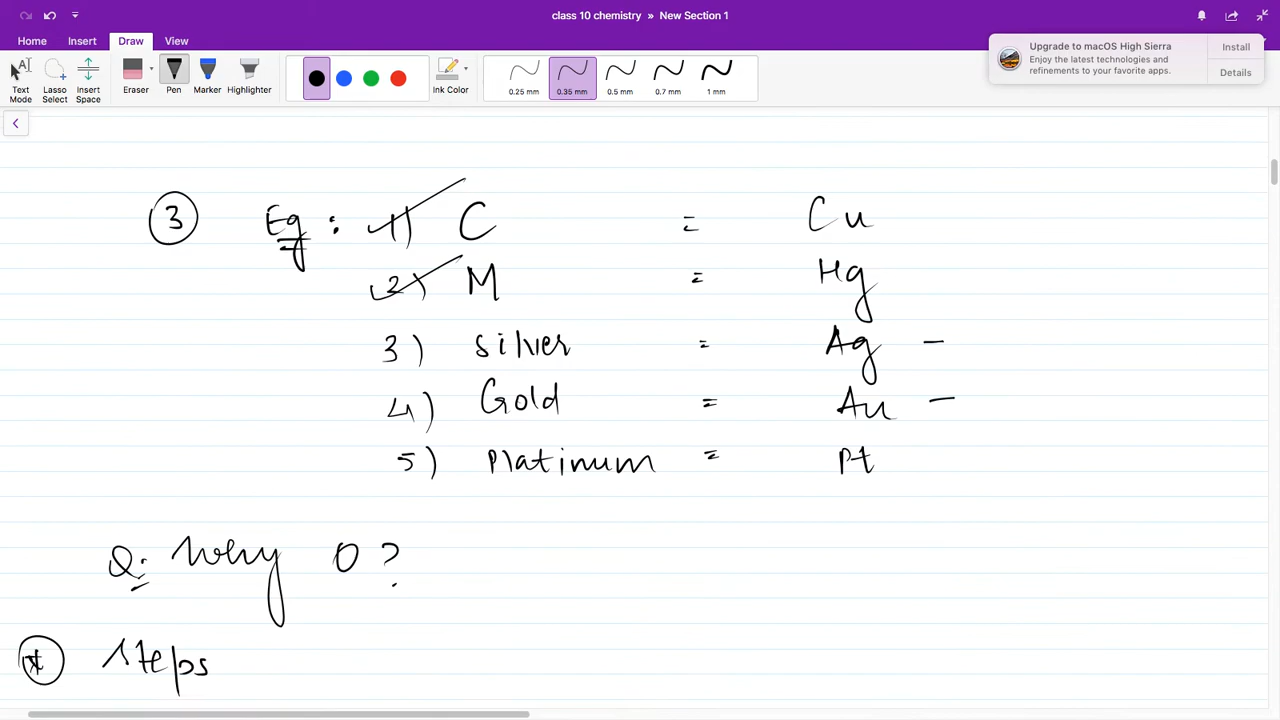 class 10 chemistry » New Section 1
Home Insert Draw View
Upgrade to macOS High Sierra
Enjoy the latest technologies and
refinements to your favorite apps.
Install
Details
Text Mode
Lasso Select
Insert Space
Eraser
Pen
Marker
Highlighter
Ink Color
0.25 mm 0.35 mm 0.5 mm 0.7 mm 1 mm
3 Eg : 1) C = Cu
2) M = Hg
3) silver = Ag –
4) Gold = Au –
5) Platinum = Pt
Q: Why O ?
* Steps